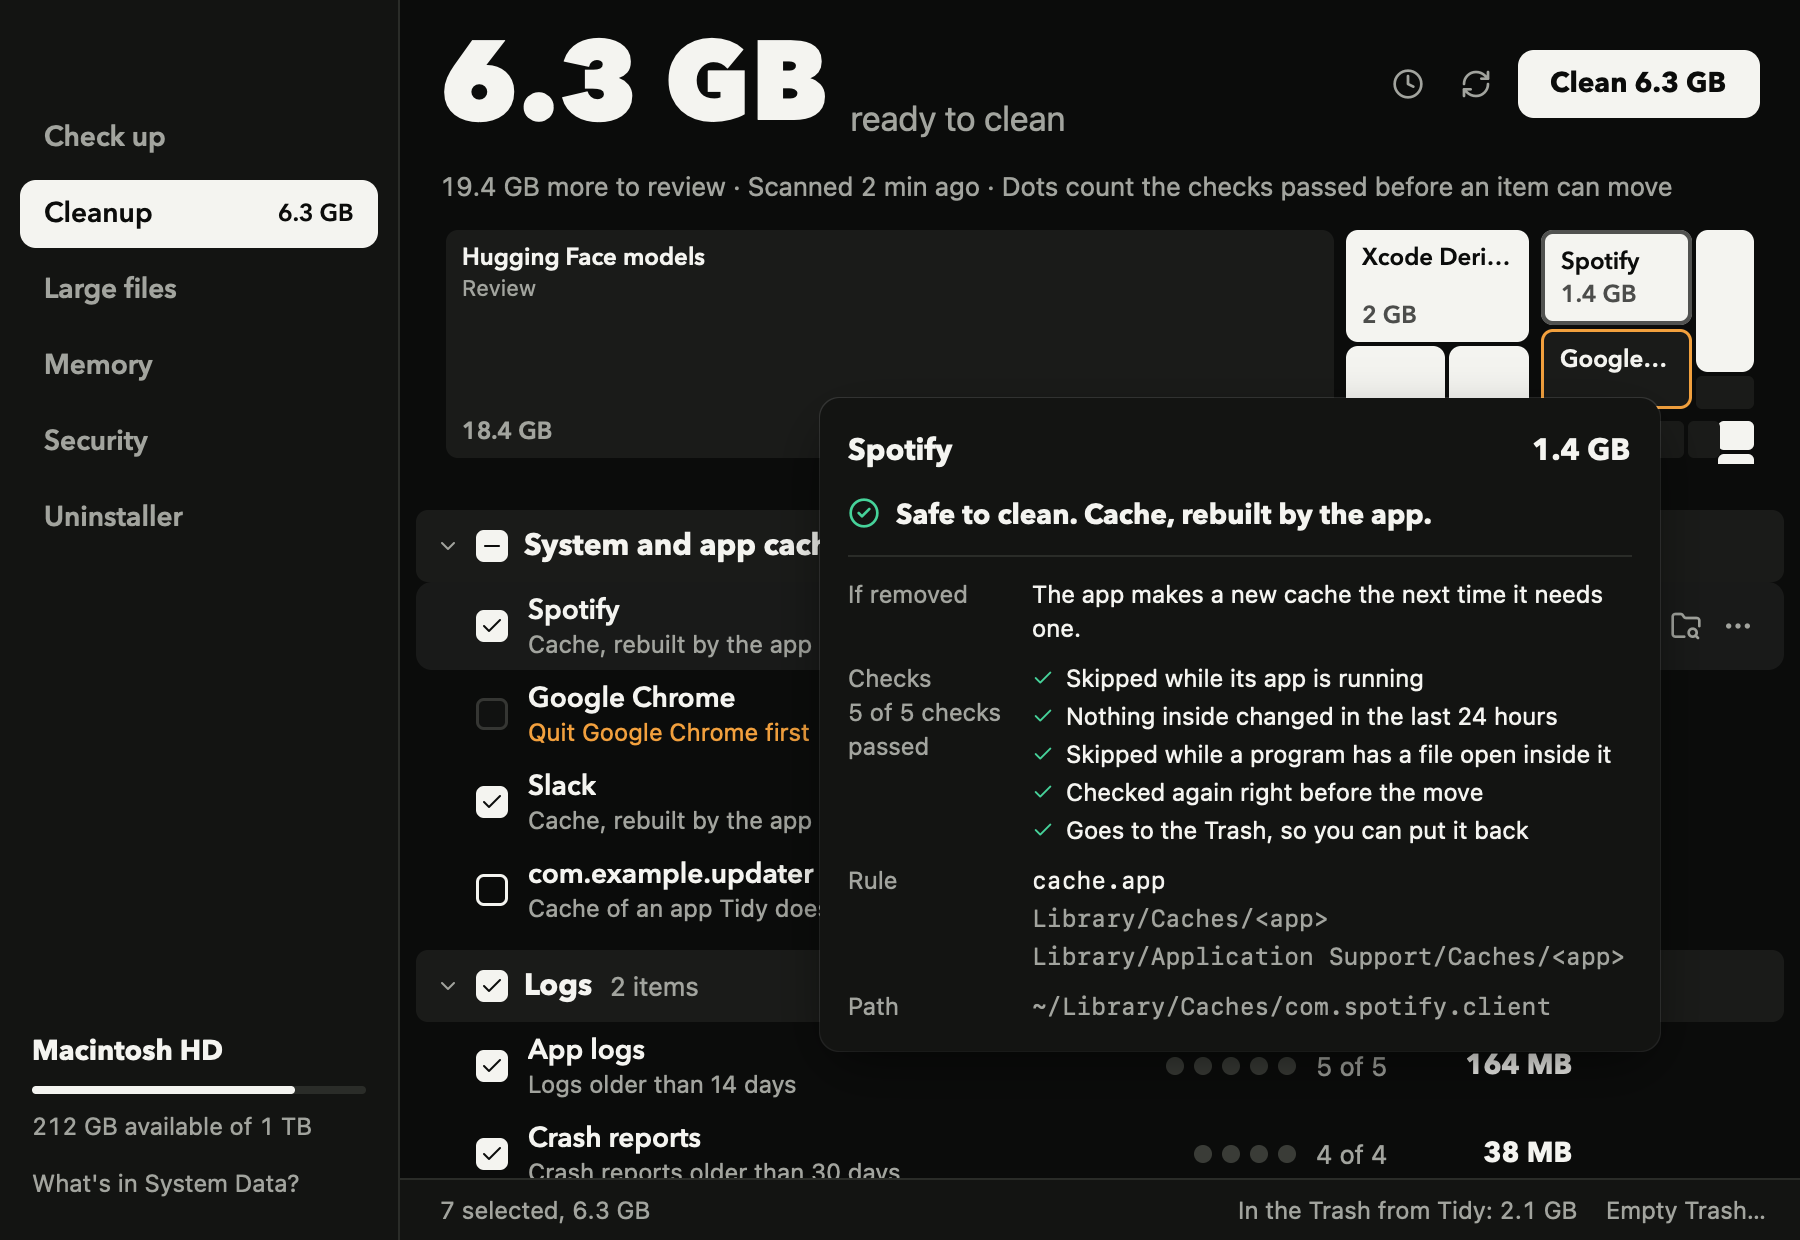 Check up
Cleanup 6.3 GB
Large files
Memory
Security
Uninstaller
Macintosh HD
212 GB available of 1 TB
What's in System Data?
6.3 GB ready to clean
Clean 6.3 GB
19.4 GB more to review · Scanned 2 min ago · Dots count the checks passed before an item can move
Hugging Face models
Review
18.4 GB
Xcode Deri...
2 GB
Spotify
1.4 GB
Google...
System and app cach
Spotify
Cache, rebuilt by the app
Google Chrome
Quit Google Chrome first
Slack
Cache, rebuilt by the app
com.example.updater
Cache of an app Tidy does
Logs 2 items
App logs
Logs older than 14 days
5 of 5 164 MB
Crash reports
Crash reports older than 30 days
4 of 4 38 MB
Spotify 1.4 GB
Safe to clean. Cache, rebuilt by the app.
If removed
The app makes a new cache the next time it needs
one.
Checks
5 of 5 checks
passed
Skipped while its app is running
Nothing inside changed in the last 24 hours
Skipped while a program has a file open inside it
Checked again right before the move
Goes to the Trash, so you can put it back
Rule
cache.app
Library/Caches/<app>
Library/Application Support/Caches/<app>
Path
~/Library/Caches/com.spotify.client
7 selected, 6.3 GB
In the Trash from Tidy: 2.1 GB
Empty Trash...